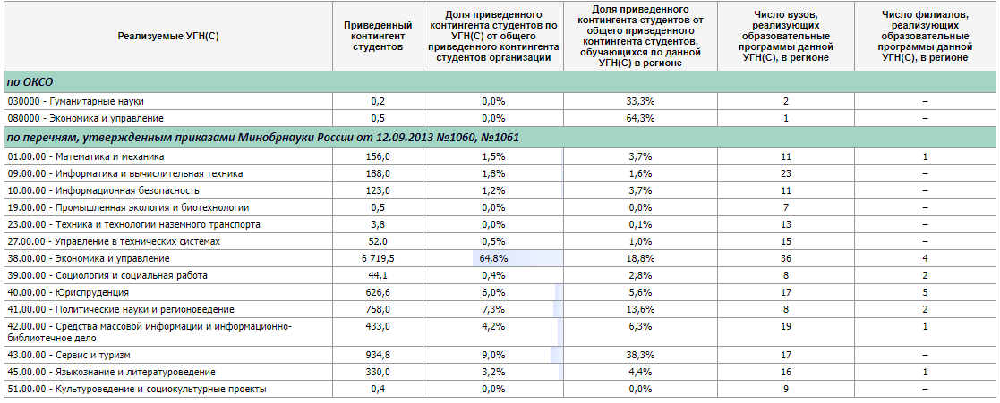 Реализуемые УГН(С)
Приведенный
контингент
студентов
Доля приведенного
контингента студентов по
УГН(С) от общего
приведенного контингента
студентов организации
Доля приведенного
контингента студентов от
общего приведенного
контингента студентов,
обучающихся по данной
УГН(С) в регионе
Число вузов,
реализующих
образовательные
программы данной
УГН(С), в регионе
Число филиалов,
реализующих
образовательные
программы данной
УГН(С), в регионе
по ОКСО
030000 - Гуманитарные науки 0,2 0,0% 33,3% 2 –
080000 - Экономика и управление 0,5 0,0% 64,3% 1 –
по перечням, утвержденным приказами Минобрнауки России от 12.09.2013 №1060, №1061
01.00.00 - Математика и механика 156,0 1,5% 3,7% 11 1
09.00.00 - Информатика и вычислительная техника 188,0 1,8% 1,6% 23 –
10.00.00 - Информационная безопасность 123,0 1,2% 3,7% 11 –
19.00.00 - Промышленная экология и биотехнологии 0,5 0,0% 0,0% 7 –
23.00.00 - Техника и технологии наземного транспорта 3,8 0,0% 0,1% 13 –
27.00.00 - Управление в технических системах 52,0 0,5% 1,0% 15 –
38.00.00 - Экономика и управление 6 719,5 64,8% 18,8% 36 4
39.00.00 - Социология и социальная работа 44,1 0,4% 2,8% 8 2
40.00.00 - Юриспруденция 626,6 6,0% 5,6% 17 5
41.00.00 - Политические науки и регионоведение 758,0 7,3% 13,6% 8 2
42.00.00 - Средства массовой информации и информационно-
библиотечное дело 433,0 4,2% 6,3% 19 1
43.00.00 - Сервис и туризм 934,8 9,0% 38,3% 17 –
45.00.00 - Языкознание и литературоведение 330,0 3,2% 4,4% 16 1
51.00.00 - Культуроведение и социокультурные проекты 0,4 0,0% 0,0% 9 –